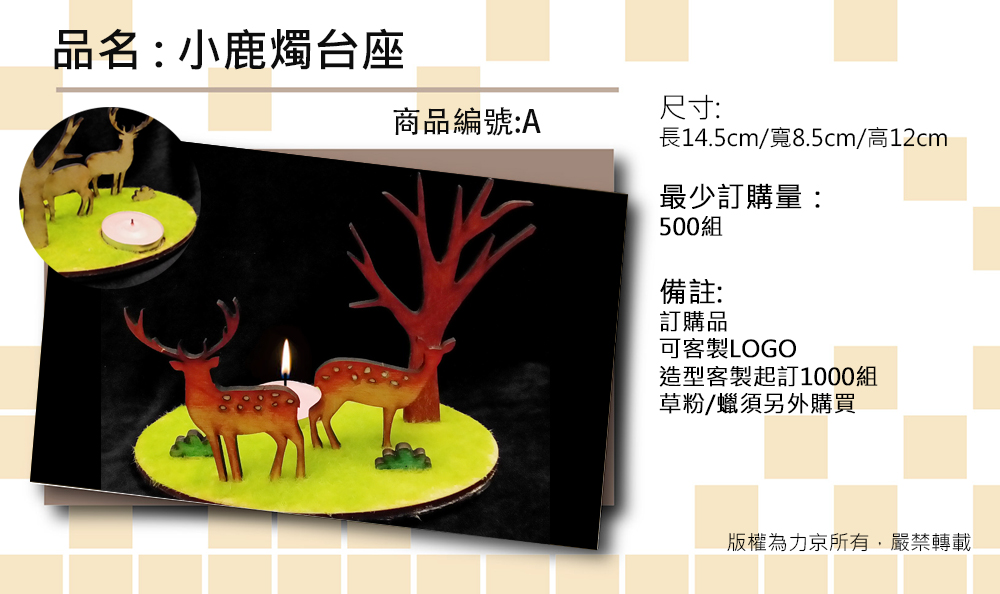 品名 : 小鹿燭台座
商品編號:A
尺寸:
長14.5cm/寬8.5cm/高12cm
最少訂購量：
500組
備註:
訂購品
可客製LOGO
造型客製起訂1000組
草粉/蠟須另外購買
版權為力京所有，嚴禁轉載